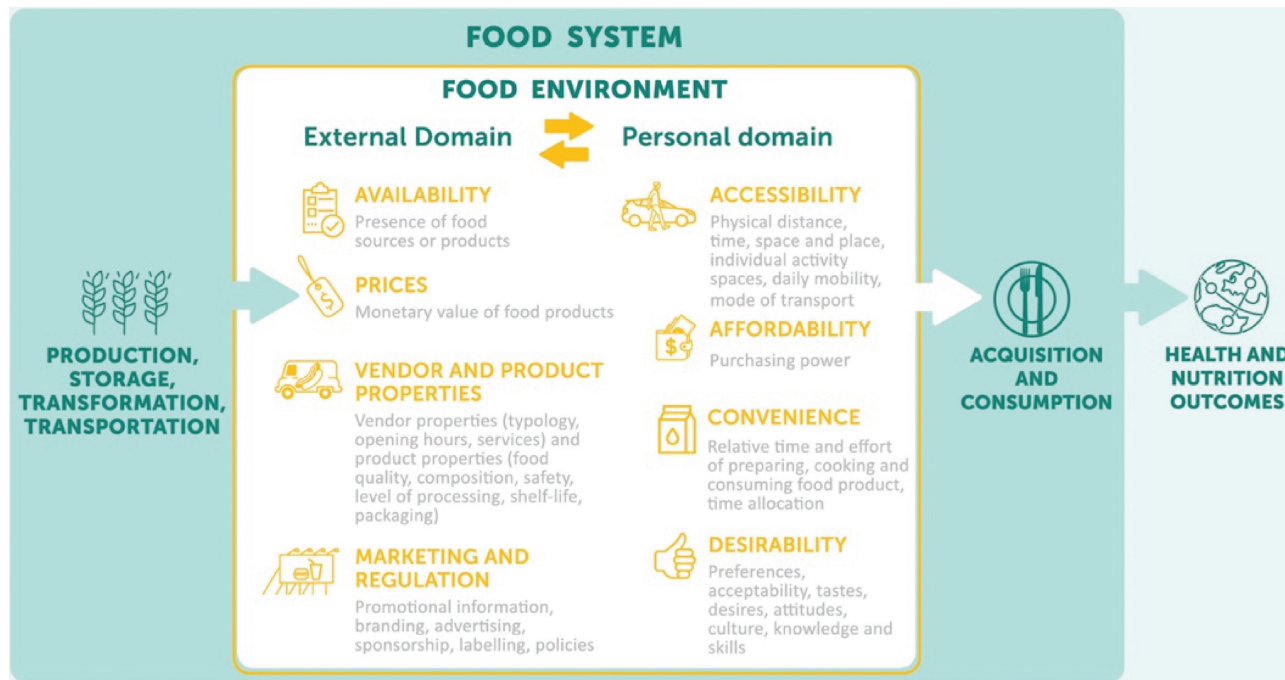 FOOD SYSTEM
FOOD ENVIRONMENT
External Domain
Personal domain
PRODUCTION,
STORAGE,
TRANSFORMATION,
TRANSPORTATION
AVAILABILITY
Presence of food
sources or products
PRICES
Monetary value of food products
VENDOR AND PRODUCT
PROPERTIES
Vendor properties (typology,
opening hours, services) and
product properties (food
quality, composition, safety,
level of processing, shelf-life,
packaging)
MARKETING AND
REGULATION
Promotional information,
branding, advertising,
sponsorship, labelling, policies
ACCESSIBILITY
Physical distance,
time, space and place,
individual activity
spaces, daily mobility,
mode of transport
AFFORDABILITY
Purchasing power
CONVENIENCE
Relative time and effort
of preparing, cooking and
consuming food product,
time allocation
DESIRABILITY
Preferences,
acceptability, tastes,
desires, attitudes,
culture, knowledge and
skills
ACQUISITION
AND
CONSUMPTION
HEALTH AND
NUTRITION
OUTCOMES